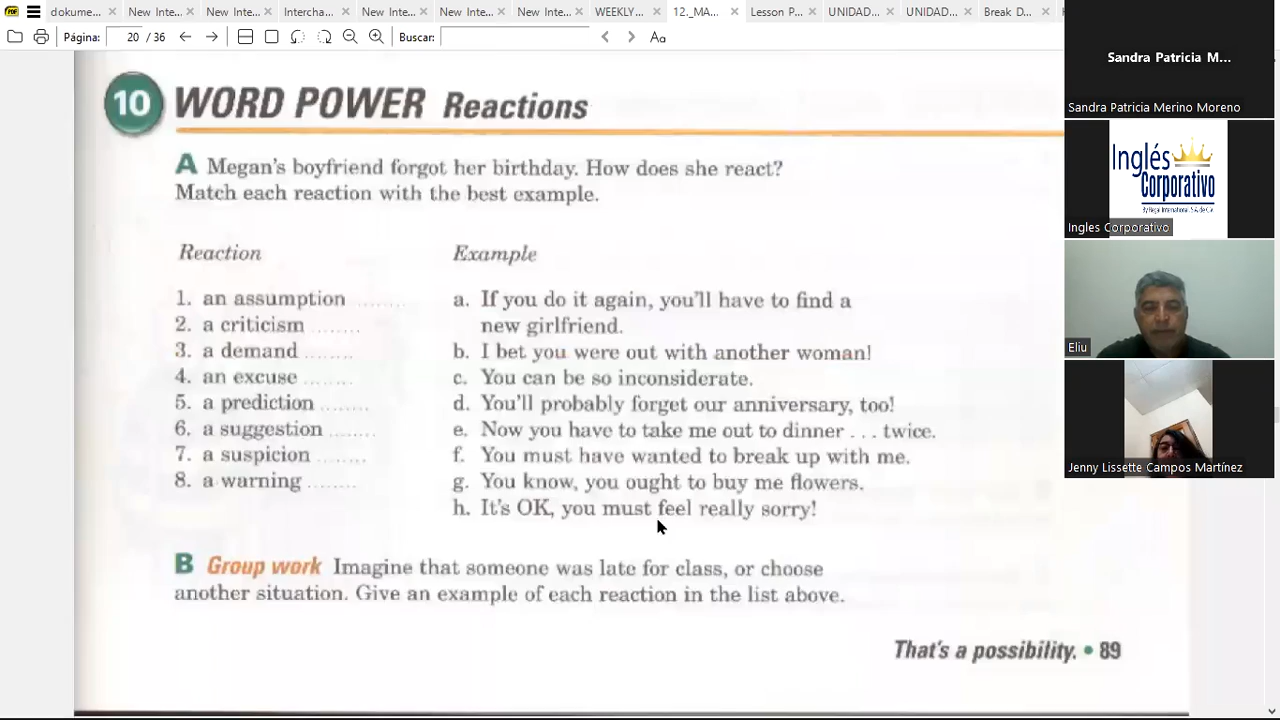 dokume...
New Inte...
New Inte...
Intercha...
New Inte...
New Inte...
New Inte...
WEEKLY...
12._MA...
Lesson P...
UNIDAD...
UNIDAD...
Break D...
Página: 20 / 36
Buscar:
Aa
10 WORD POWER Reactions
A Megan's boyfriend forgot her birthday. How does she react?
Match each reaction with the best example.
Reaction
1. an assumption ........
2. a criticism ........
3. a demand ........
4. an excuse ........
5. a prediction ........
6. a suggestion ........
7. a suspicion ........
8. a warning ........
Example
a. If you do it again, you'll have to find a
new girlfriend.
b. I bet you were out with another woman!
c. You can be so inconsiderate.
d. You'll probably forget our anniversary, too!
e. Now you have to take me out to dinner . . . twice.
f. You must have wanted to break up with me.
g. You know, you ought to buy me flowers.
h. It's OK, you must feel really sorry!
B Group work Imagine that someone was late for class, or choose
another situation. Give an example of each reaction in the list above.
That's a possibility. • 89
Sandra Patricia M...
Sandra Patricia Merino Moreno
Inglés
Corporativo
Ingles Corporativo
Eliu
Jenny Lissette Campos Martínez